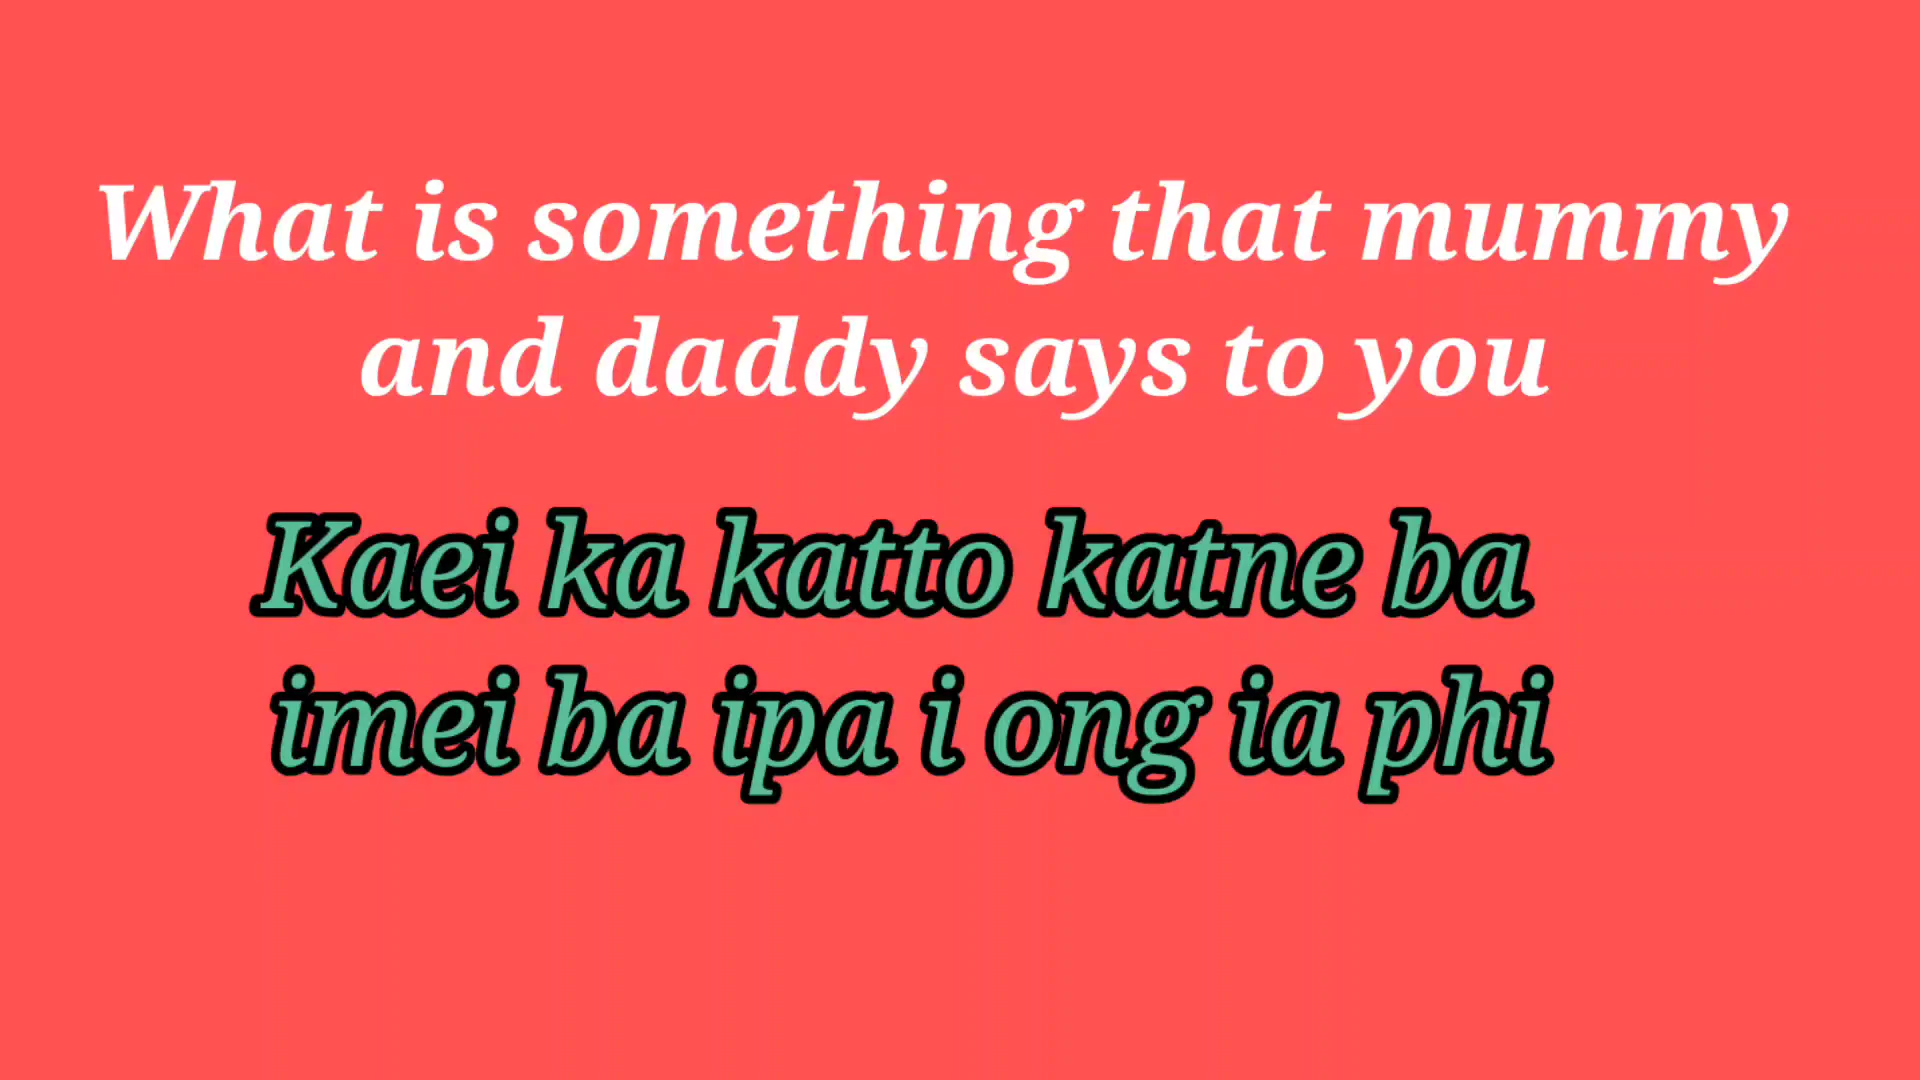 What is something that mummy
and daddy says to you
Kaei ka katto katne ba
imei ba ipa i ong ia phi